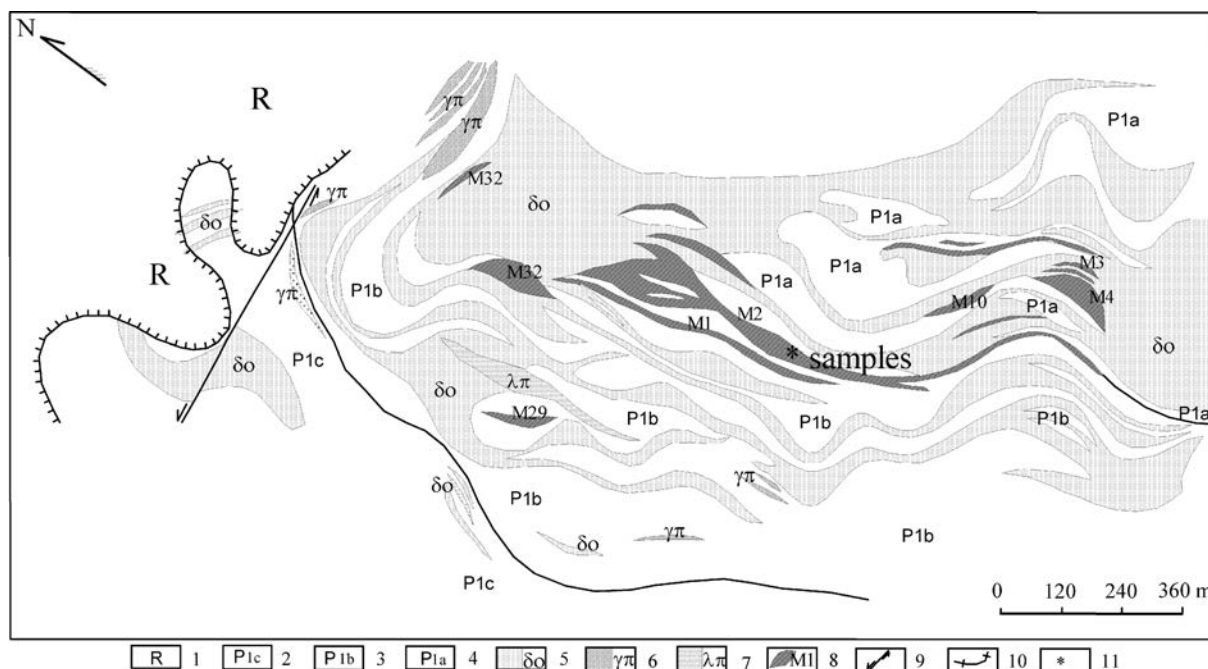 N
R
γπ
γπ
P1a
M32
γπ
δο
δο
P1a
R
M32
P1a
P1a
M3
γπ
P1b
M2
M10
M4
M1
P1a
* samples
δο
P1c
δο
λπ
δο
M29
P1b
P1b
P1b
P1a
γπ
δο
P1b
δο
γπ
P1b
P1c
0 120 240 360 m
R 1 P1c 2 P1b 3 P1a 4 δο 5 γπ 6 λπ 7 M1 8 9 10 * 11